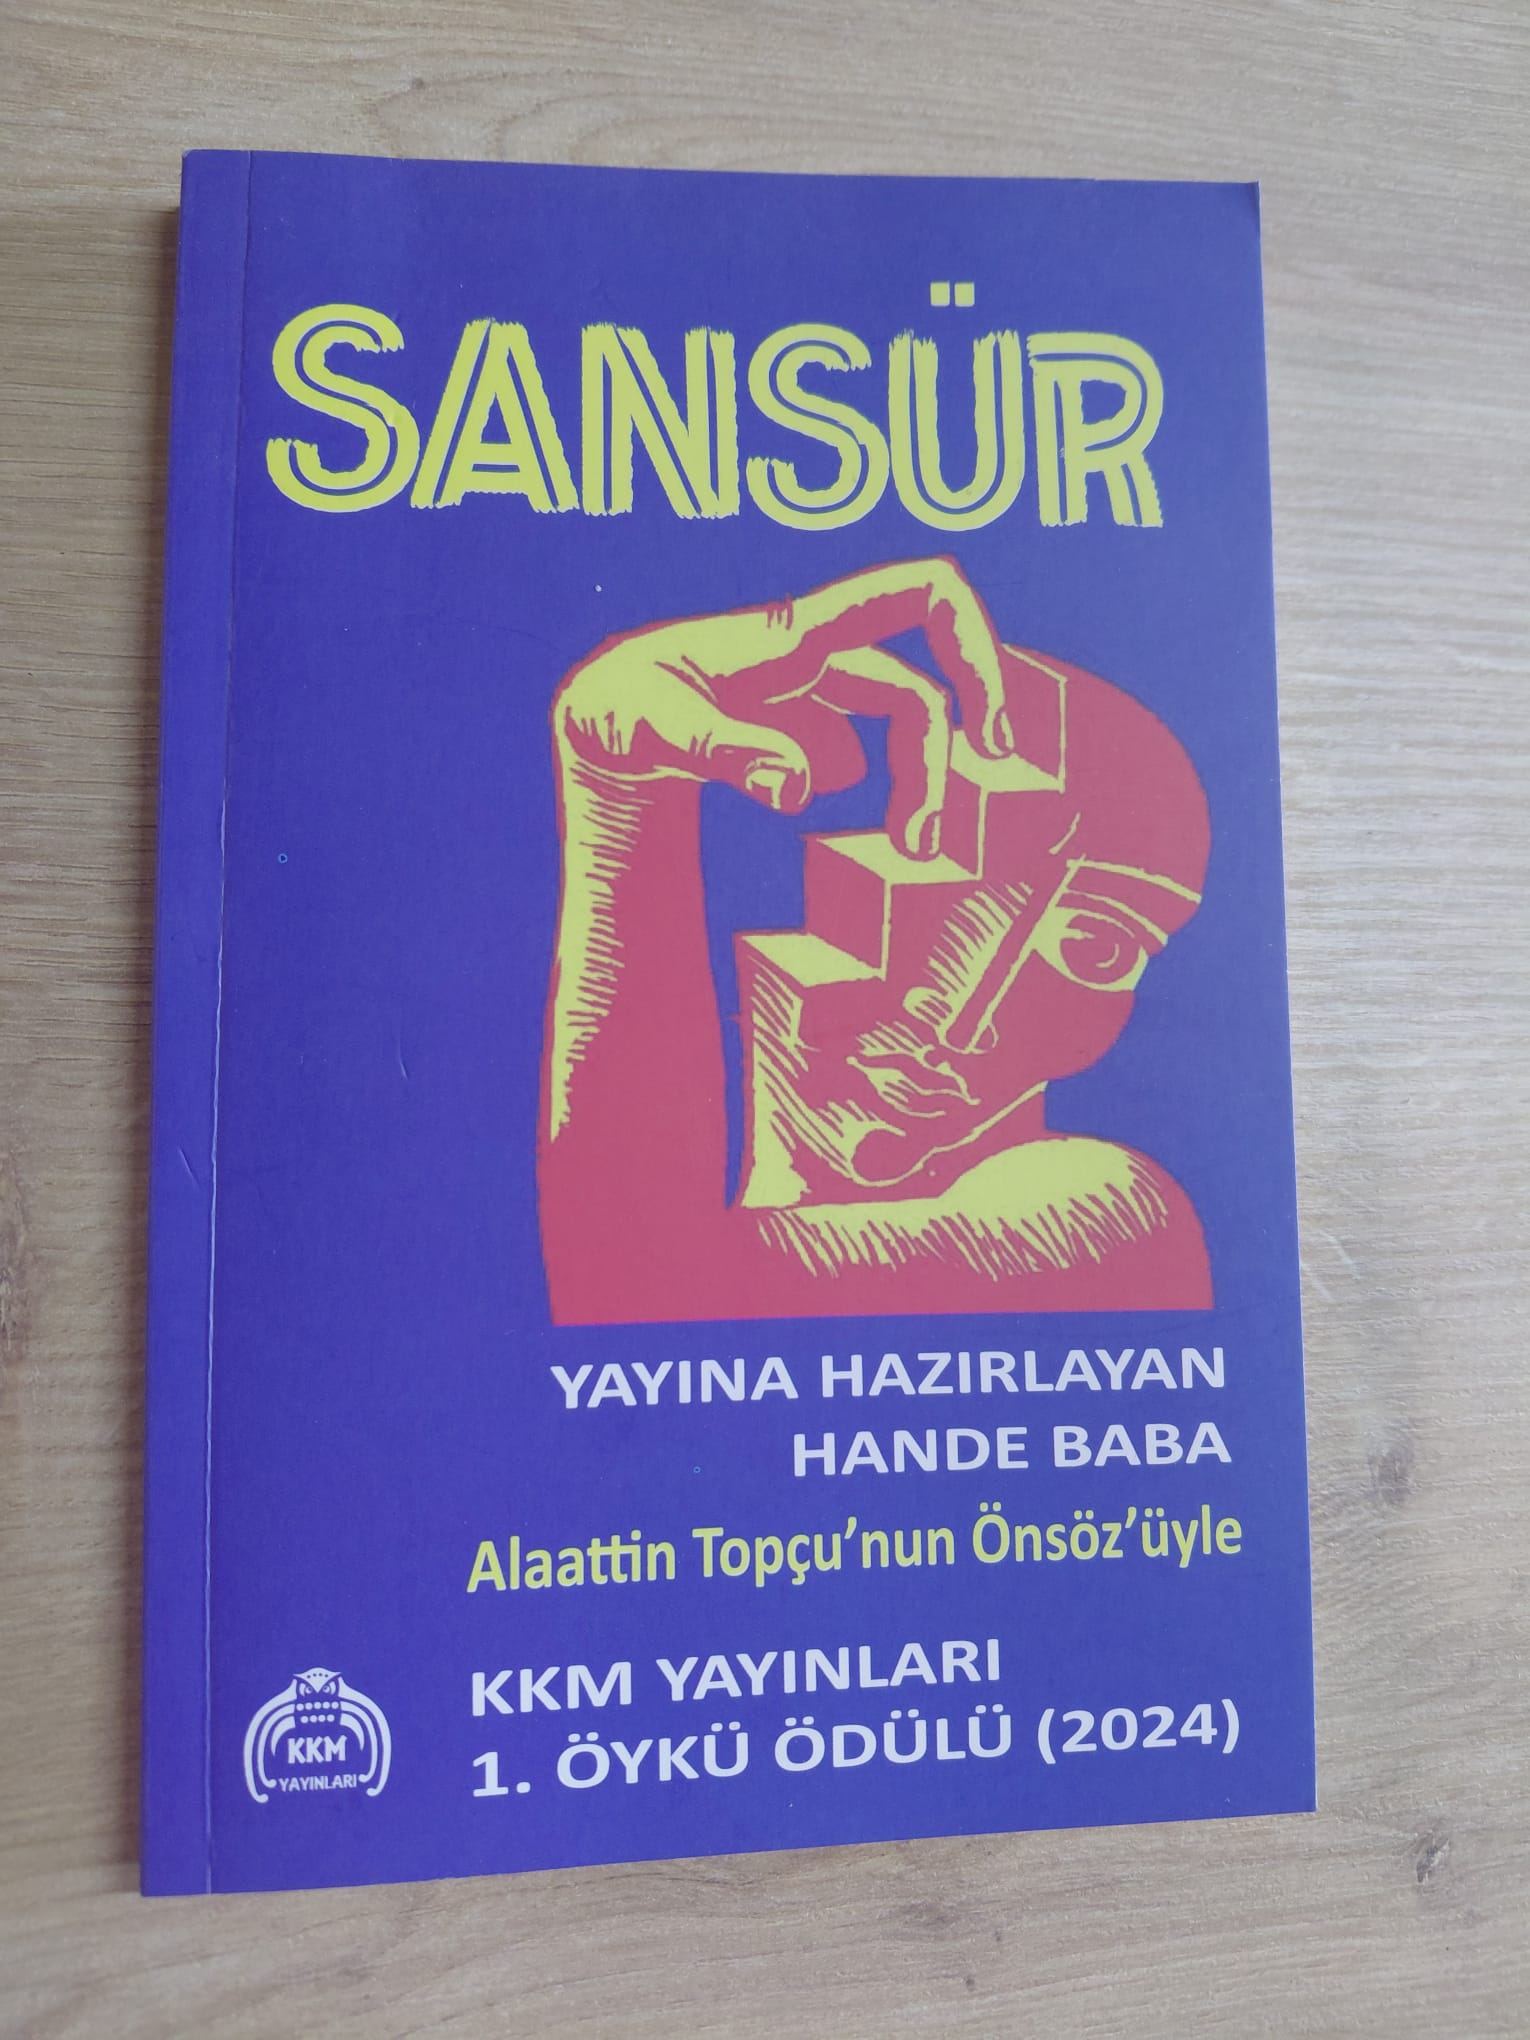 SANSÜR
YAYINA HAZIRLAYAN
HANDE BABA
Alaattin Topçu’nun Önsöz’üyle
KKM YAYINLARI
1. ÖYKÜ ÖDÜLÜ (2024)
KKM
YAYINLARI